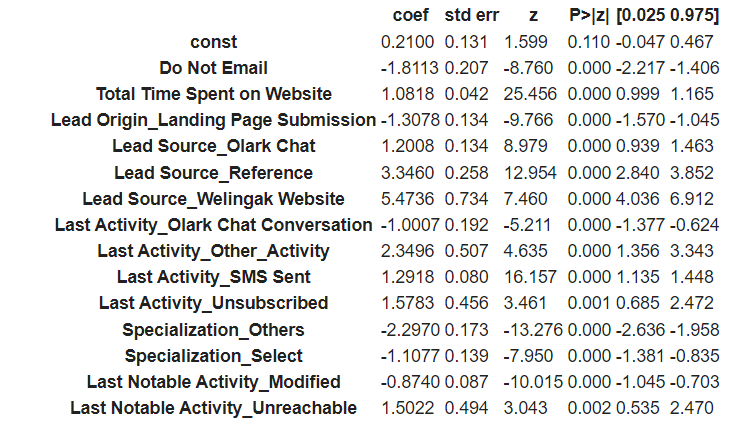 coef std err z P>|z| [0.025 0.975]
const 0.2100 0.131 1.599 0.110 -0.047 0.467
Do Not Email -1.8113 0.207 -8.760 0.000 -2.217 -1.406
Total Time Spent on Website 1.0818 0.042 25.456 0.000 0.999 1.165
Lead Origin_Landing Page Submission -1.3078 0.134 -9.766 0.000 -1.570 -1.045
Lead Source_Olark Chat 1.2008 0.134 8.979 0.000 0.939 1.463
Lead Source_Reference 3.3460 0.258 12.954 0.000 2.840 3.852
Lead Source_Welingak Website 5.4736 0.734 7.460 0.000 4.036 6.912
Last Activity_Olark Chat Conversation -1.0007 0.192 -5.211 0.000 -1.377 -0.624
Last Activity_Other_Activity 2.3496 0.507 4.635 0.000 1.356 3.343
Last Activity_SMS Sent 1.2918 0.080 16.157 0.000 1.135 1.448
Last Activity_Unsubscribed 1.5783 0.456 3.461 0.001 0.685 2.472
Specialization_Others -2.2970 0.173 -13.276 0.000 -2.636 -1.958
Specialization_Select -1.1077 0.139 -7.950 0.000 -1.381 -0.835
Last Notable Activity_Modified -0.8740 0.087 -10.015 0.000 -1.045 -0.703
Last Notable Activity_Unreachable 1.5022 0.494 3.043 0.002 0.535 2.470